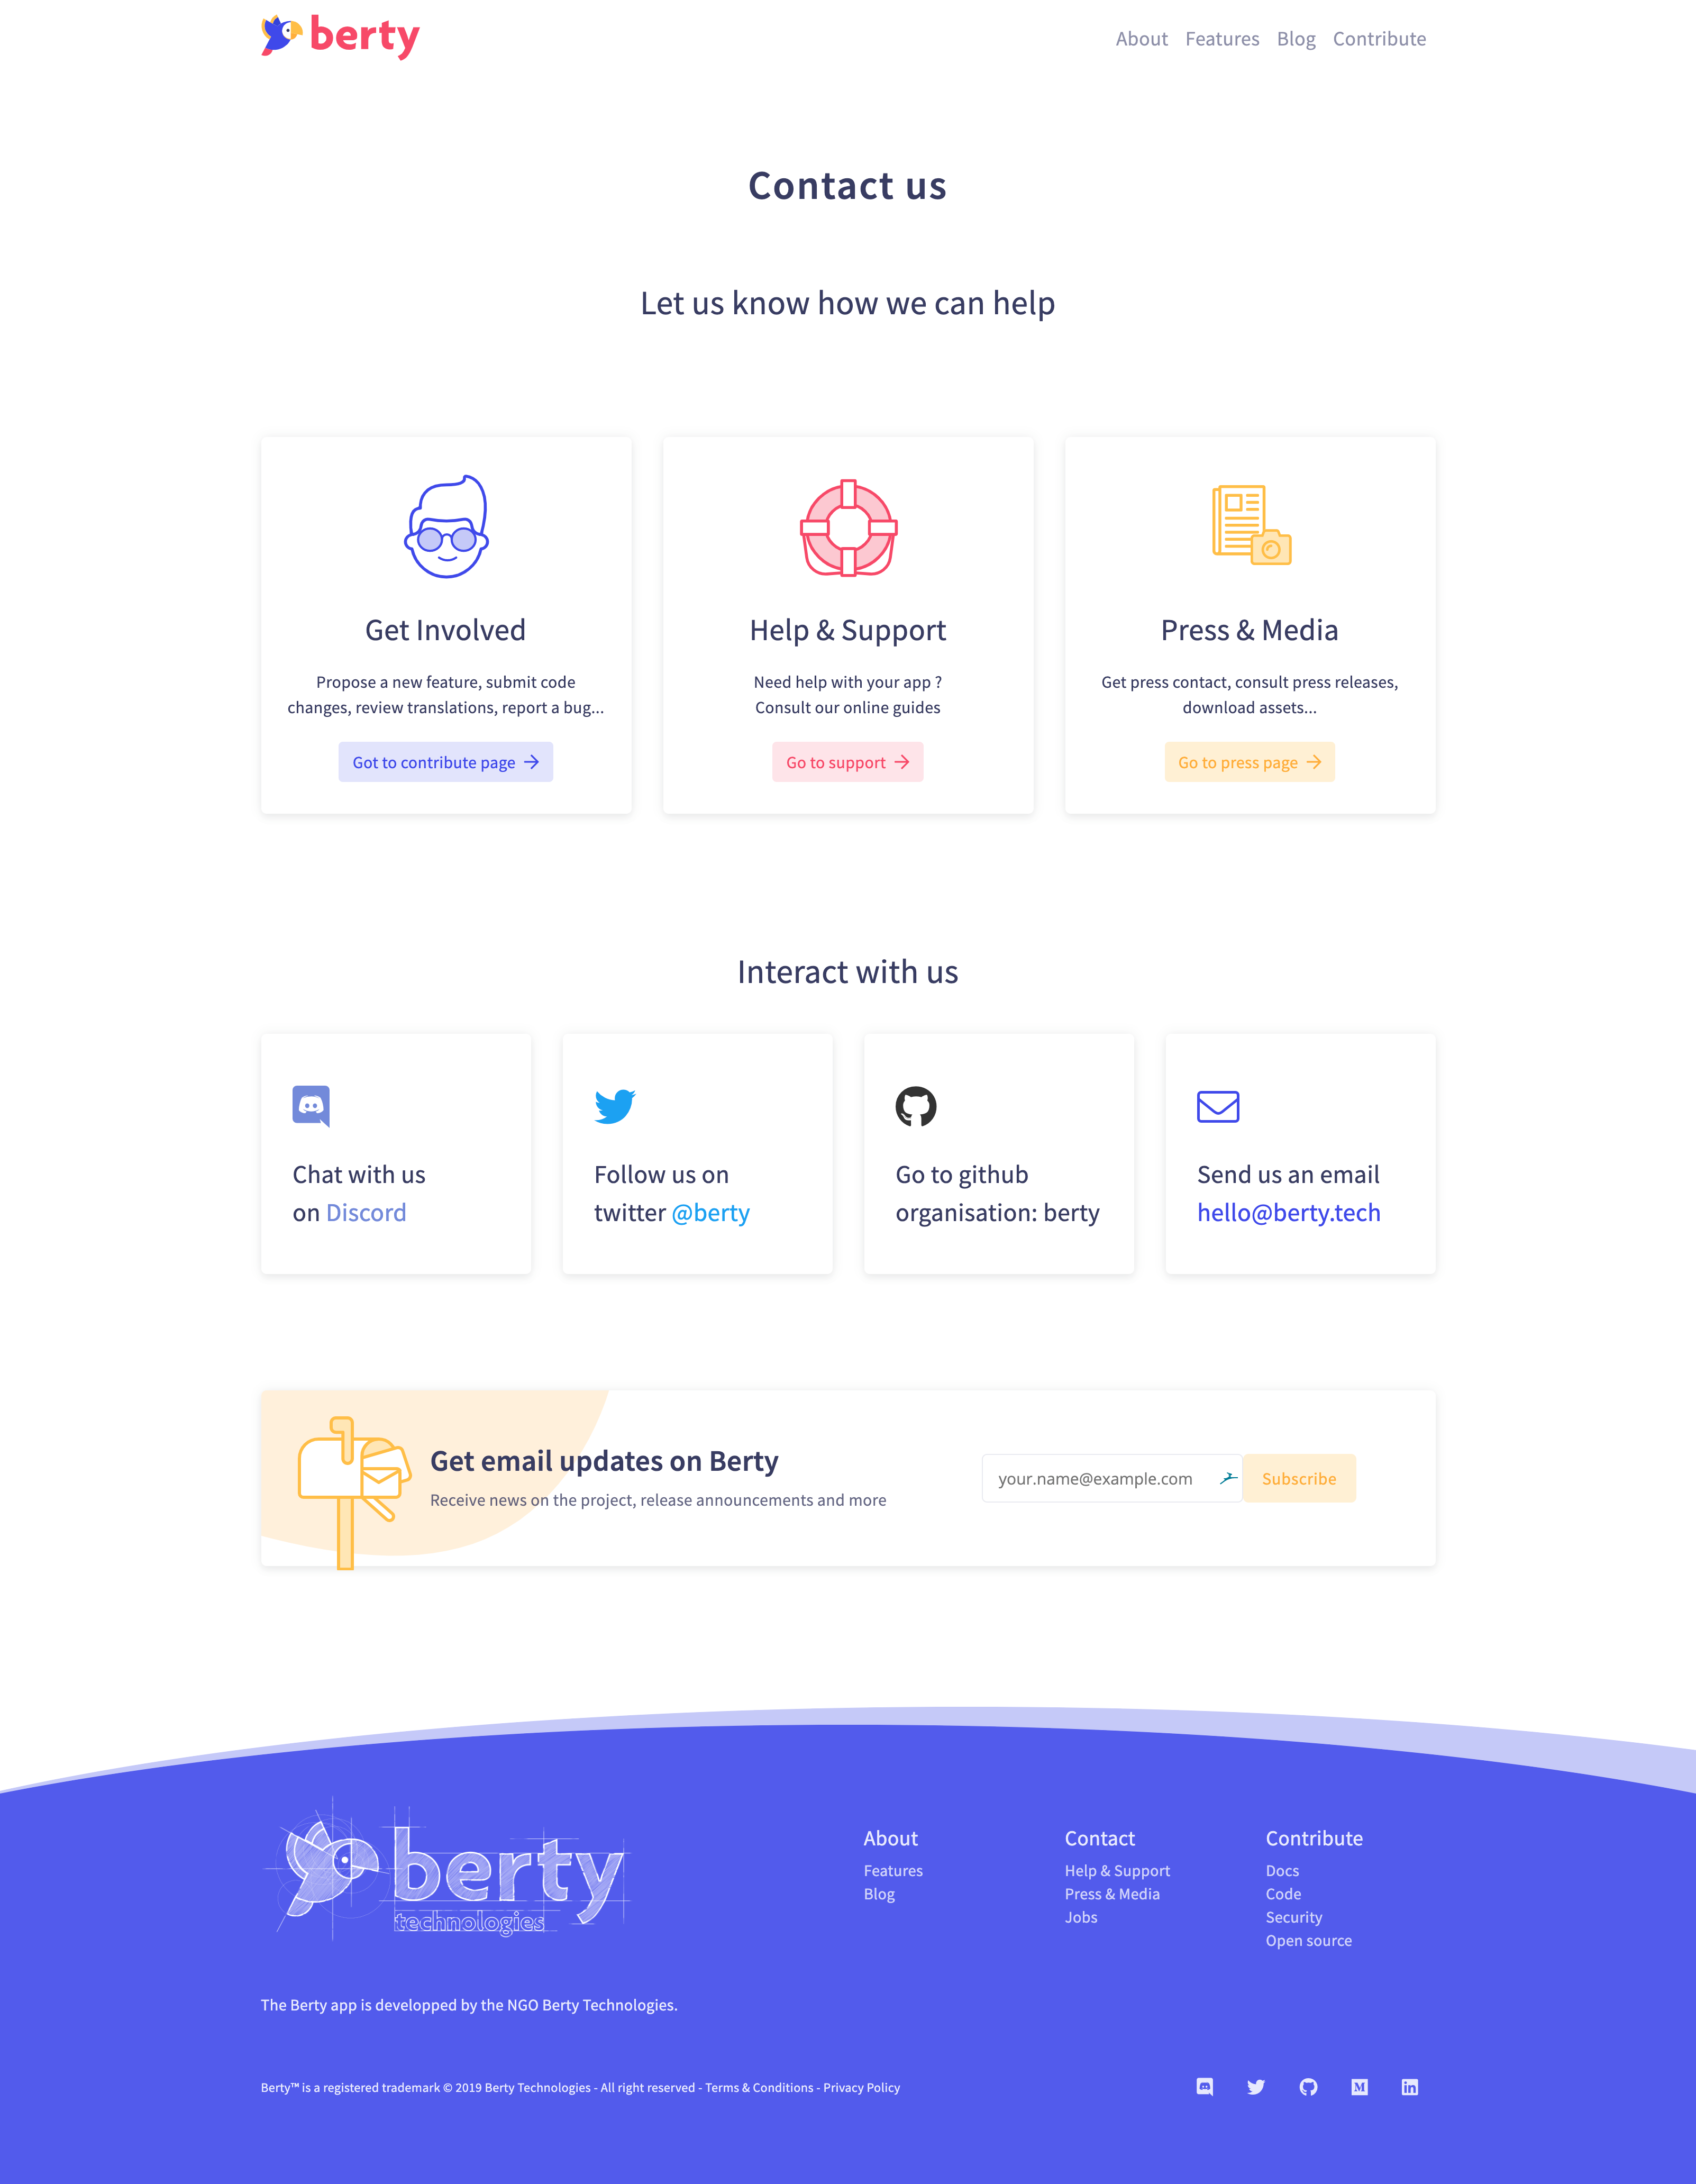 berty
About Features Blog Contribute
Contact us
Let us know how we can help
Get Involved
Propose a new feature, submit code
changes, review translations, report a bug...
Got to contribute page
Help & Support
Need help with your app ?
Consult our online guides
Go to support
Press & Media
Get press contact, consult press releases,
download assets...
Go to press page
Interact with us
Chat with us
on Discord
Follow us on
twitter @berty
Go to github
organisation: berty
Send us an email
hello@berty.tech
Get email updates on Berty
Receive news on the project, release announcements and more
your.name@example.com
Subscribe
berty
technologies
About
Features
Blog
Contact
Help & Support
Press & Media
Jobs
Contribute
Docs
Code
Security
Open source
The Berty app is developped by the NGO Berty Technologies.
Berty™ is a registered trademark © 2019 Berty Technologies - All right reserved - Terms & Conditions - Privacy Policy